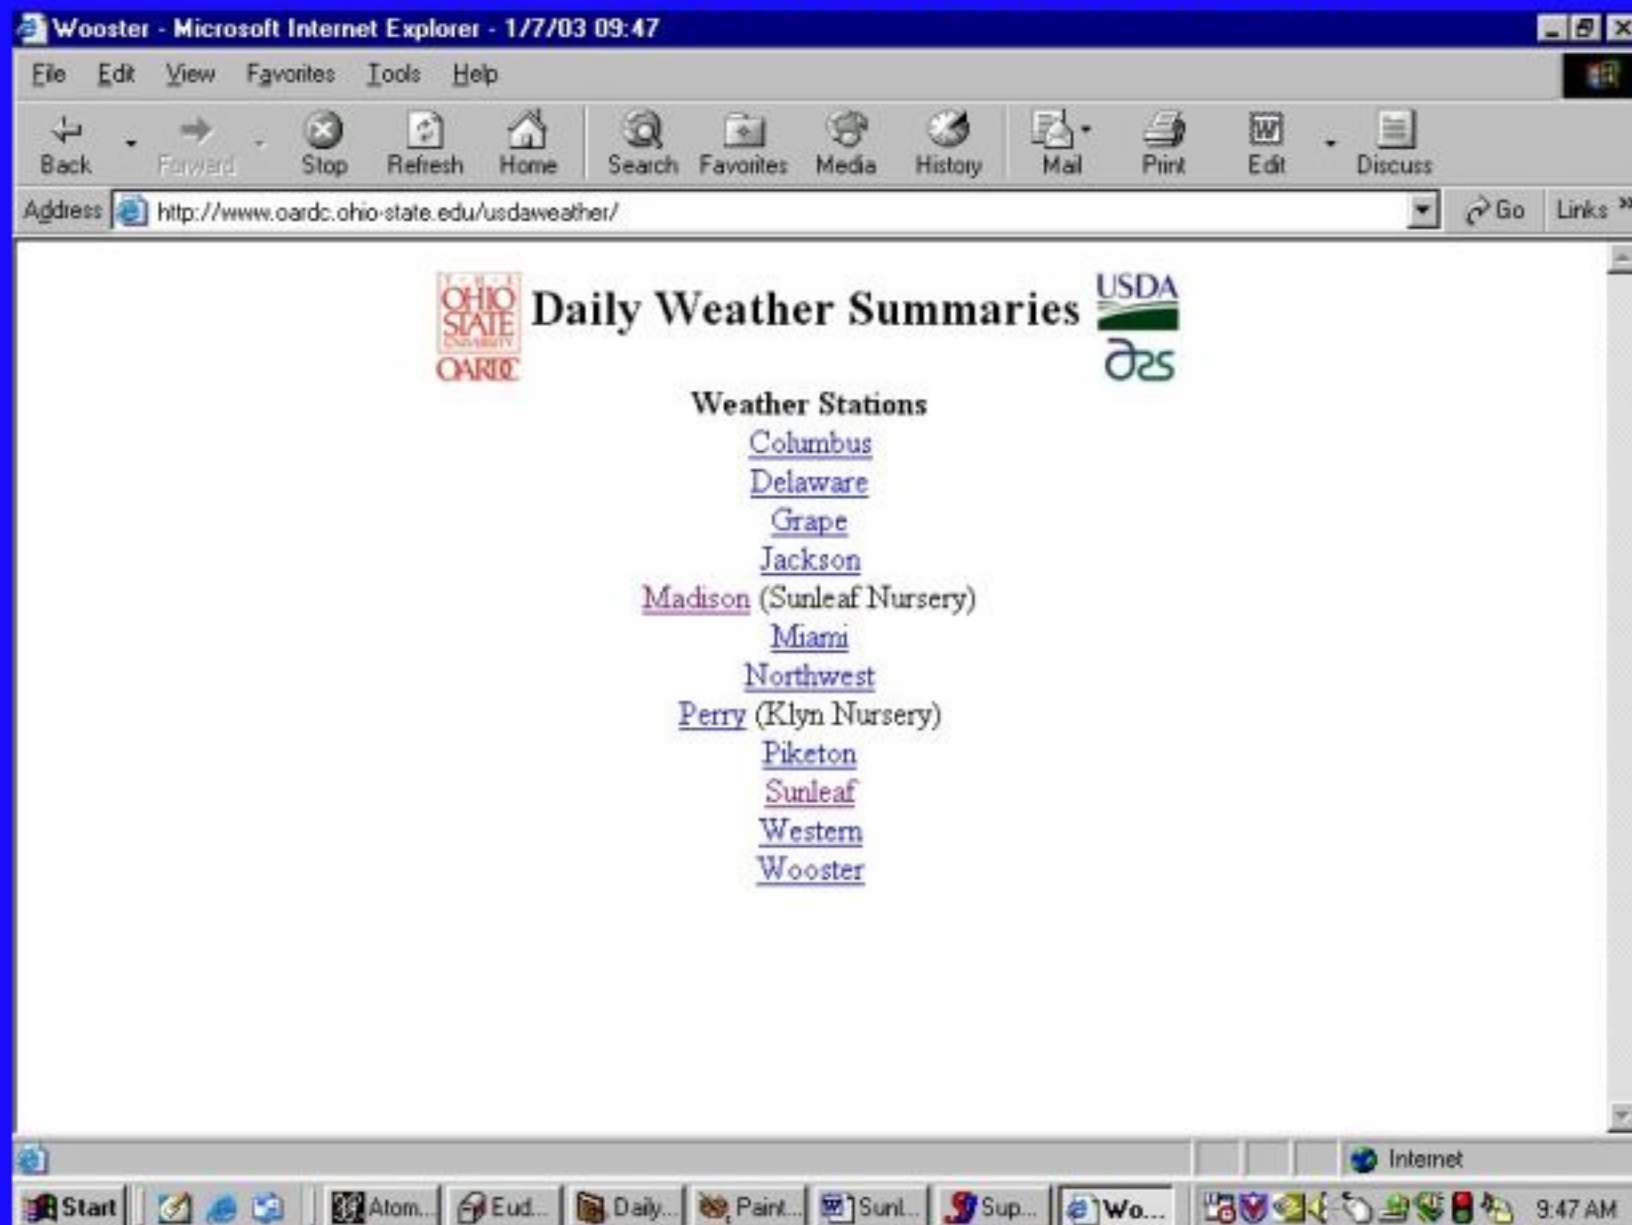 Wooster - Microsoft Internet Explorer - 1/7/03 09:47
File Edit View Favorites Tools Help
Back Forward Stop Refresh Home Search Favorites Media History Mail Print Edit Discuss
Address http://www.oardc.ohio-state.edu/usdaweather/ Go Links »
T · H · E
OHIO
STATE
UNIVERSITY
OARDC
Daily Weather Summaries
USDA
ars
Weather Stations
Columbus
Delaware
Grape
Jackson
Madison (Sunleaf Nursery)
Miami
Northwest
Perry (Klyn Nursery)
Piketon
Sunleaf
Western
Wooster
Internet
Start Atom... Eud... Daily... Paint... Sunl... Sup... Wo... 9:47 AM